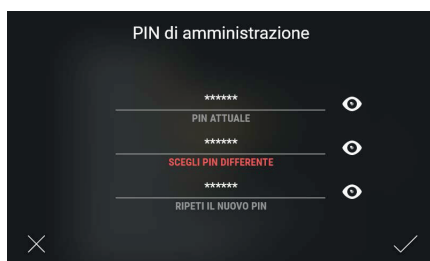 PIN di amministrazione
******
PIN ATTUALE
******
SCEGLI PIN DIFFERENTE
******
RIPETI IL NUOVO PIN